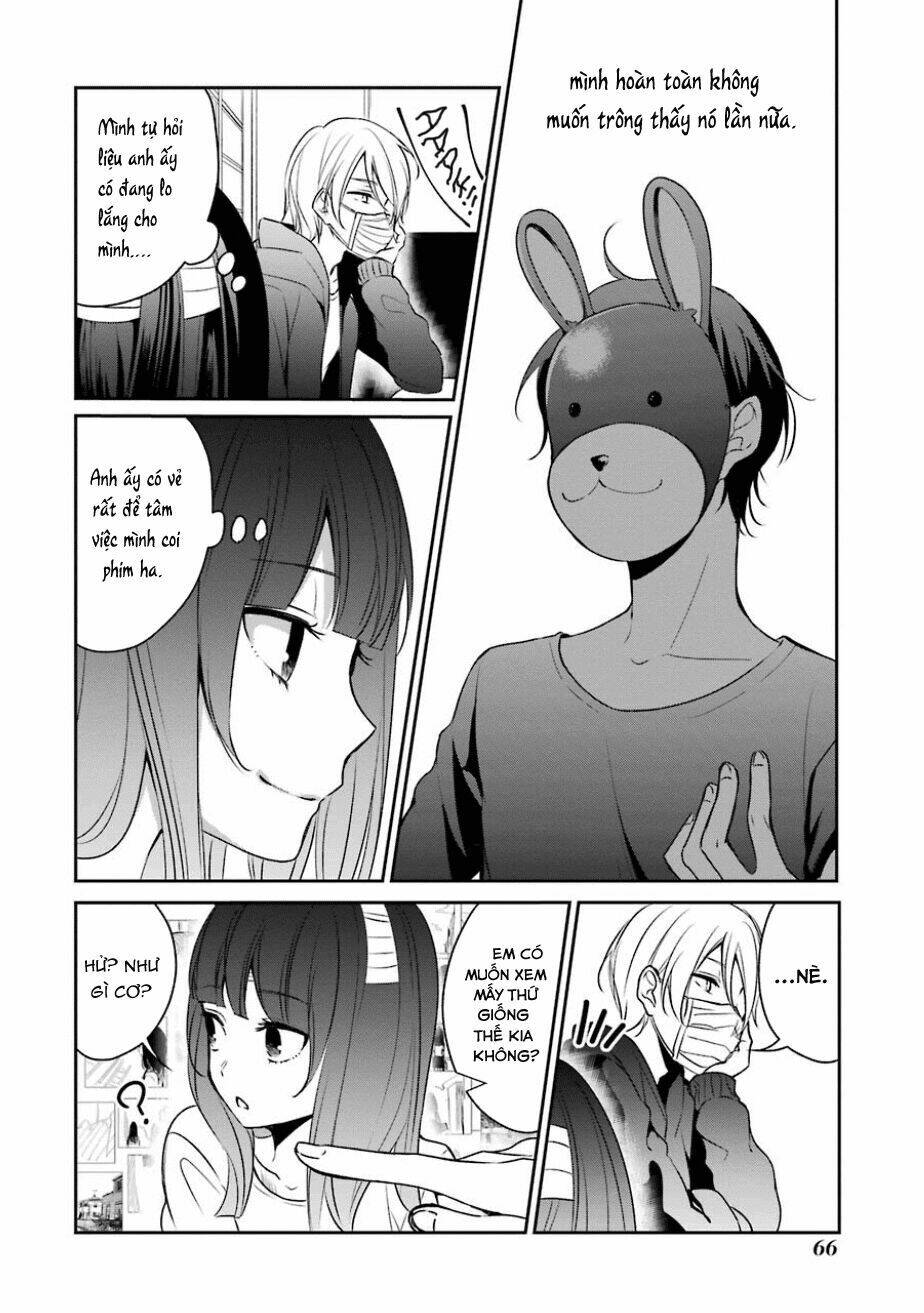 mình hoàn toàn không
muốn trông thấy nó lần nữa.
AAAH!!
Mình tự hỏi
liệu anh ấy
có đang lo
lắng cho
mình....
Anh ấy có vẻ
rất để tâm
việc mình coi
phim ha.
...NÈ.
EM CÓ
MUỐN XEM
MẤY THỨ
GIỐNG
THẾ KIA
KHÔNG?
?
HỬ? NHƯ
GÌ CƠ?
66